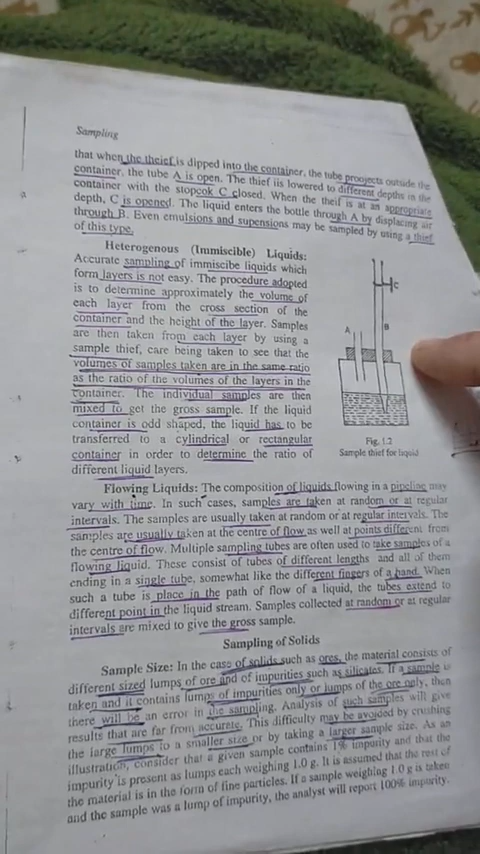 Sampling
that when the theief is dipped into the container, the tube proojects outside the
container, the tube A is open. The thief iis lowered to different depths in the
container with the stopcok C closed. When the theif is at an appropriate
depth, C is opened. The liquid enters the bottle through A by displacing air
through B. Even emulsions and supensions may be sampled by using a thief
of this type.
Heterogenous (Immiscible) Liquids:
Accurate sampling of immiscibe liquids which
form layers is not easy. The procedure adopted
is to determine approximately the volume of
each layer from the cross section of the
container and the height of the layer. Samples
are then taken from each layer by using a
sample thief, care being taken to see that the
volumes of samples taken are in the same ratio
as the ratio of the volumes of the layers in the
container. The individual samples are then
mixed to get the gross sample. If the liquid
container is odd shaped, the liquid has to be
transferred to a cylindrical or rectangular
container in order to determine the ratio of
different liquid layers.
C
A
B
Fig. 1.2
Sample thief for liquid
Flowing Liquids: The composition of liquids flowing in a pipeline may
vary with time. In such cases, samples are taken at random or at regular
intervals. The samples are usually taken at random or at regular intervals. The
samples are usually taken at the centre of flow as well at points different from
the centre of flow. Multiple sampling tubes are often used to take samples of a
flowing liquid. These consist of tubes of different lengths and all of them
ending in a single tube, somewhat like the different fingers of a hand. When
such a tube is place in the path of flow of a liquid, the tubes extend to
different point in the liquid stream. Samples collected at random or at regular
intervals are mixed to give the gross sample.
Sampling of Solids
Sample Size: In the case of solids such as ores, the material consists of
different sized lumps of ore and of impurities such as silicates. If a sample is
taken and it contains lumps of impurities only or lumps of the ore only, then
there will be an error in the sampling. Analysis of such samples will give
results that are far from accurate. This difficulty may be avoided by crushing
the large lumps to a smaller size or by taking a larger sample size. As an
illustration, consider that a given sample contains 1% impurity and that the
impurity is present as lumps each weighing 1.0 g. It is assumed that the rest of
the material is in the form of fine particles. If a sample weighing 1.0 g is taken
and the sample was a lump of impurity, the analyst will report 100% impurity.